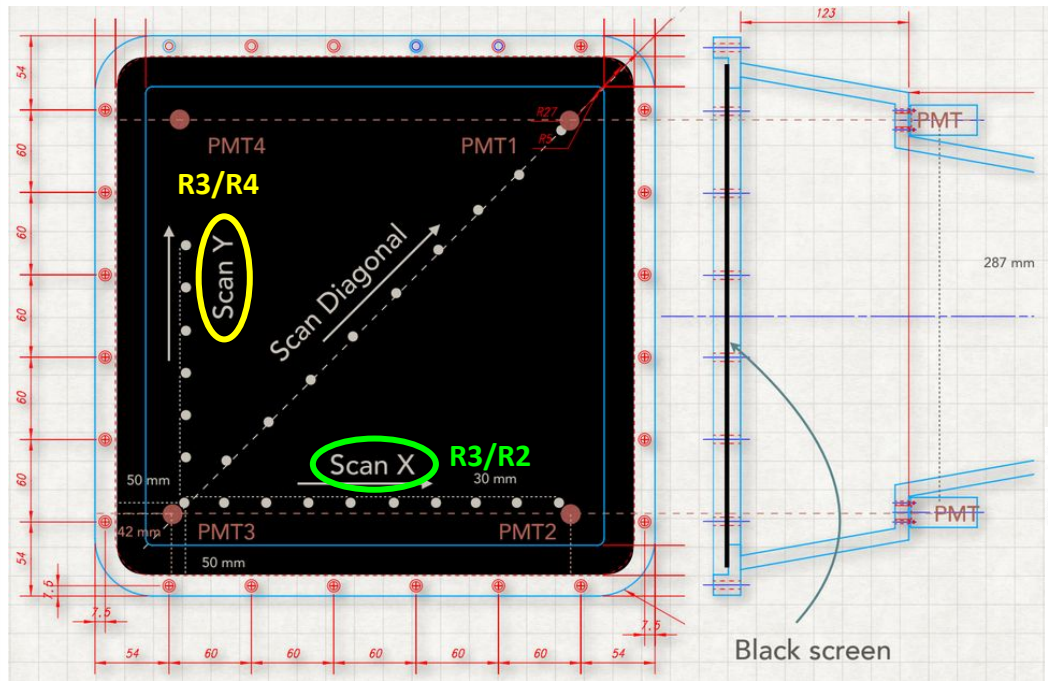 123
54
R27
R5
PMT4
PMT1
PMT
R3/R4
60
Scan Y
60
Scan Diagonal
287 mm
60
60
R3/R2
Scan X
30 mm
50 mm
60
42 mm
PMT3
PMT2
PMT
50 mm
54
7.5
7.5
7.5
54
60
60
60
60
60
54
Black screen